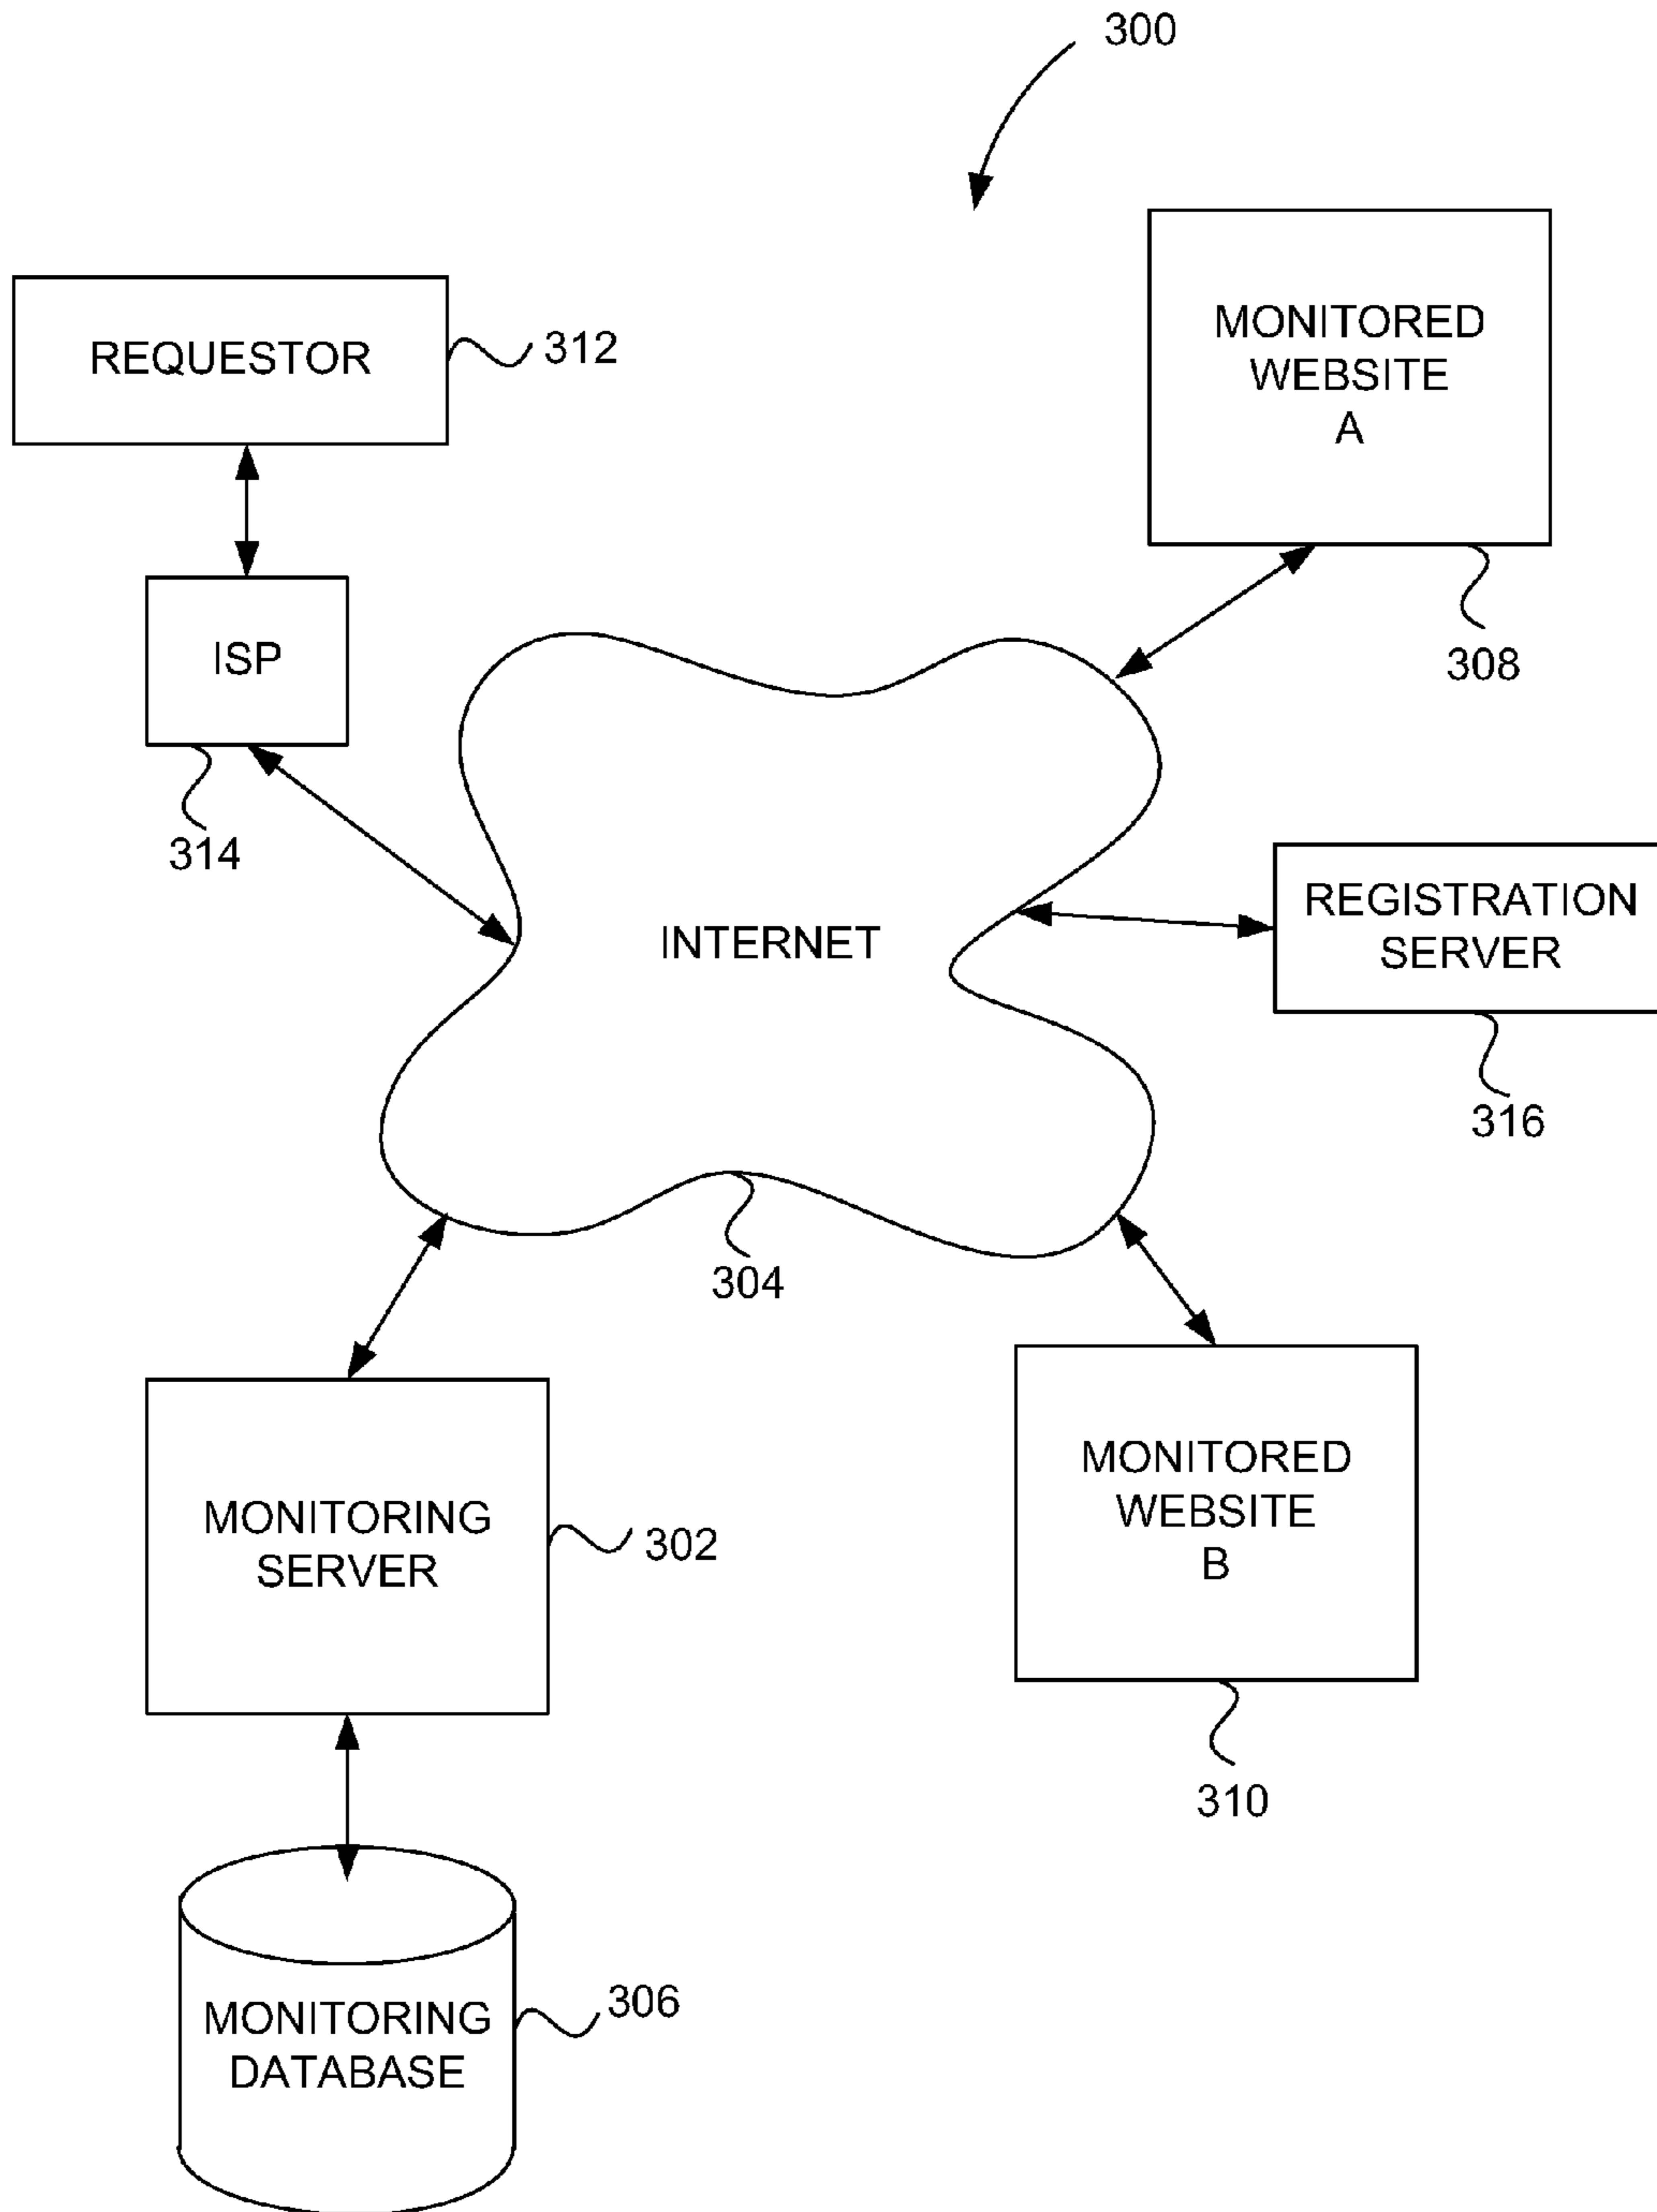 300
REQUESTOR
312
MONITORED
WEBSITE
A
308
ISP
314
REGISTRATION
SERVER
316
INTERNET
304
MONITORING
SERVER
302
MONITORED
WEBSITE
B
310
MONITORING
DATABASE
306